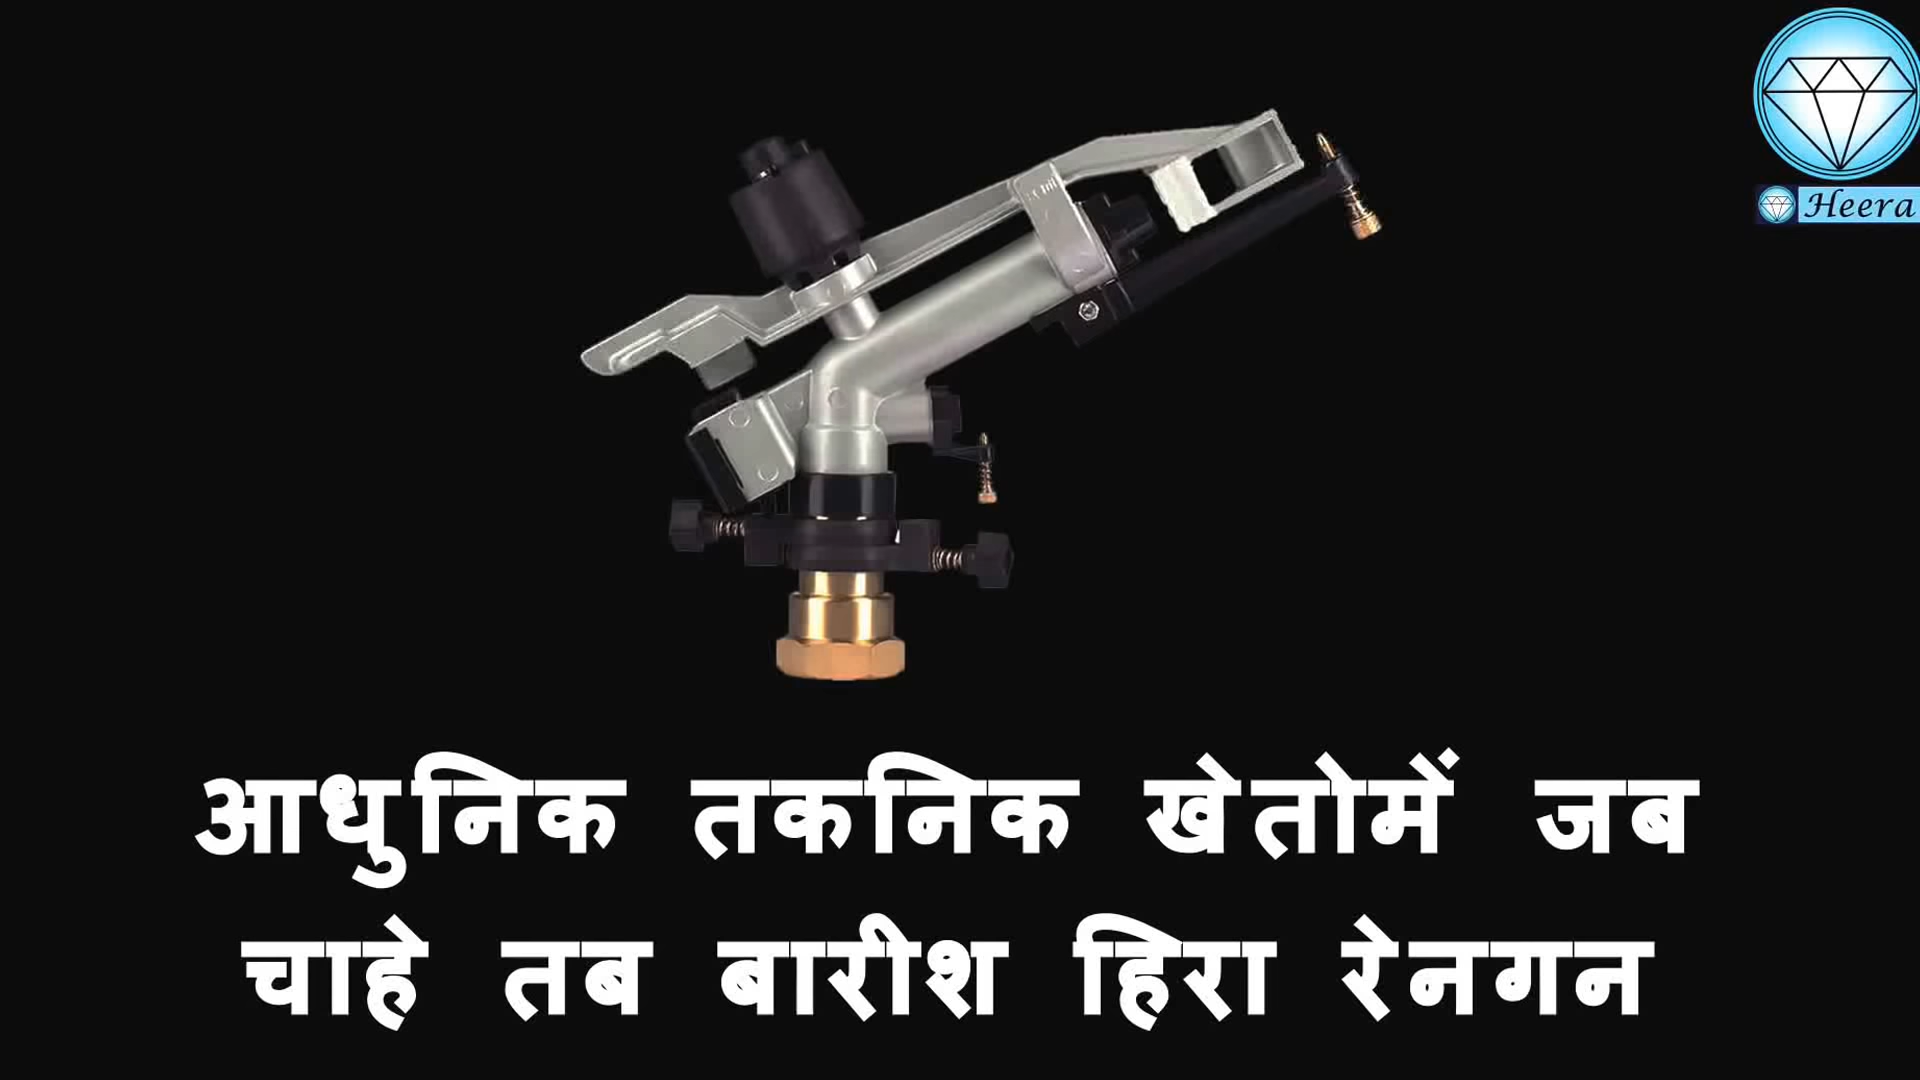 Heera
आधुनिक तकनिक खेतोमें जब
चाहे तब बारीश हिरा रेनगन